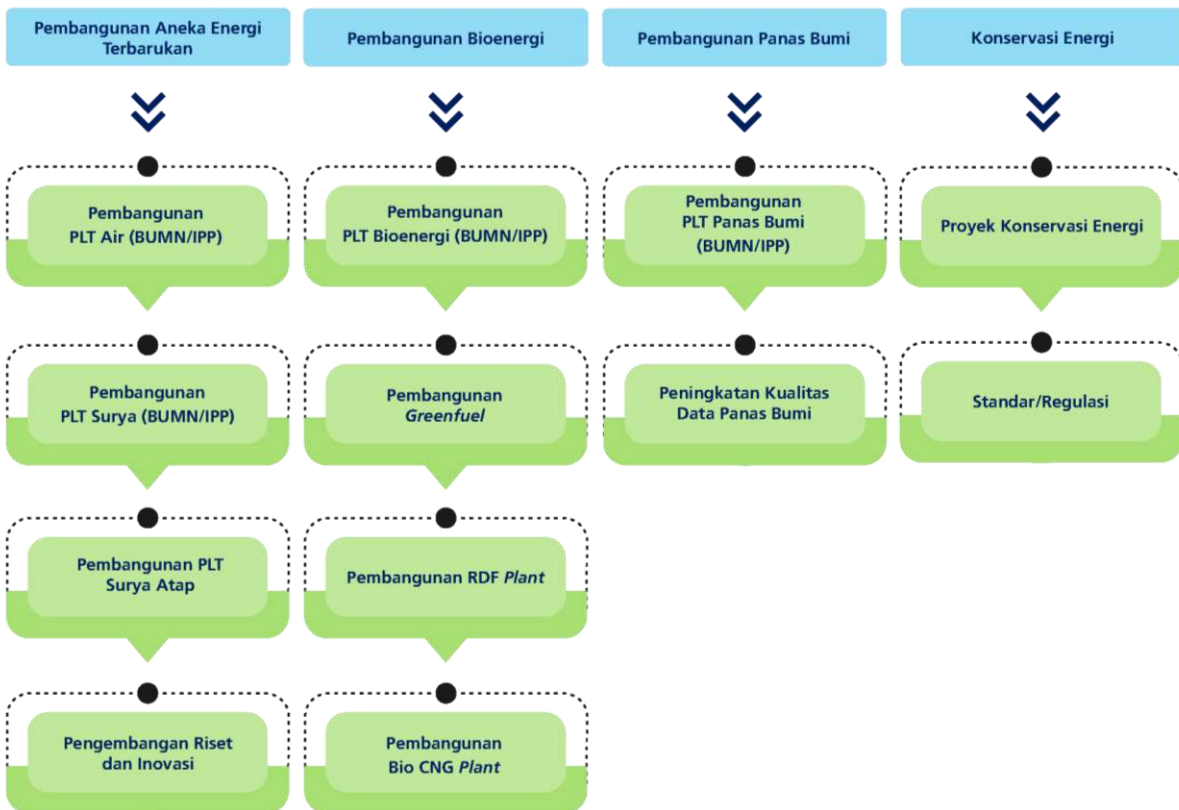 Pembangunan Aneka Energi
Terbarukan
Pembangunan Bioenergi
Pembangunan Panas Bumi
Konservasi Energi
Pembangunan
PLT Air (BUMN/IPP)
Pembangunan
PLT Bioenergi (BUMN/IPP)
Pembangunan
PLT Panas Bumi
(BUMN/IPP)
Proyek Konservasi Energi
Pembangunan
PLT Surya (BUMN/IPP)
Pembangunan
Greenfuel
Peningkatan Kualitas
Data Panas Bumi
Standar/Regulasi
Pembangunan PLT
Surya Atap
Pembangunan RDF Plant
Pengembangan Riset
dan Inovasi
Pembangunan
Bio CNG Plant